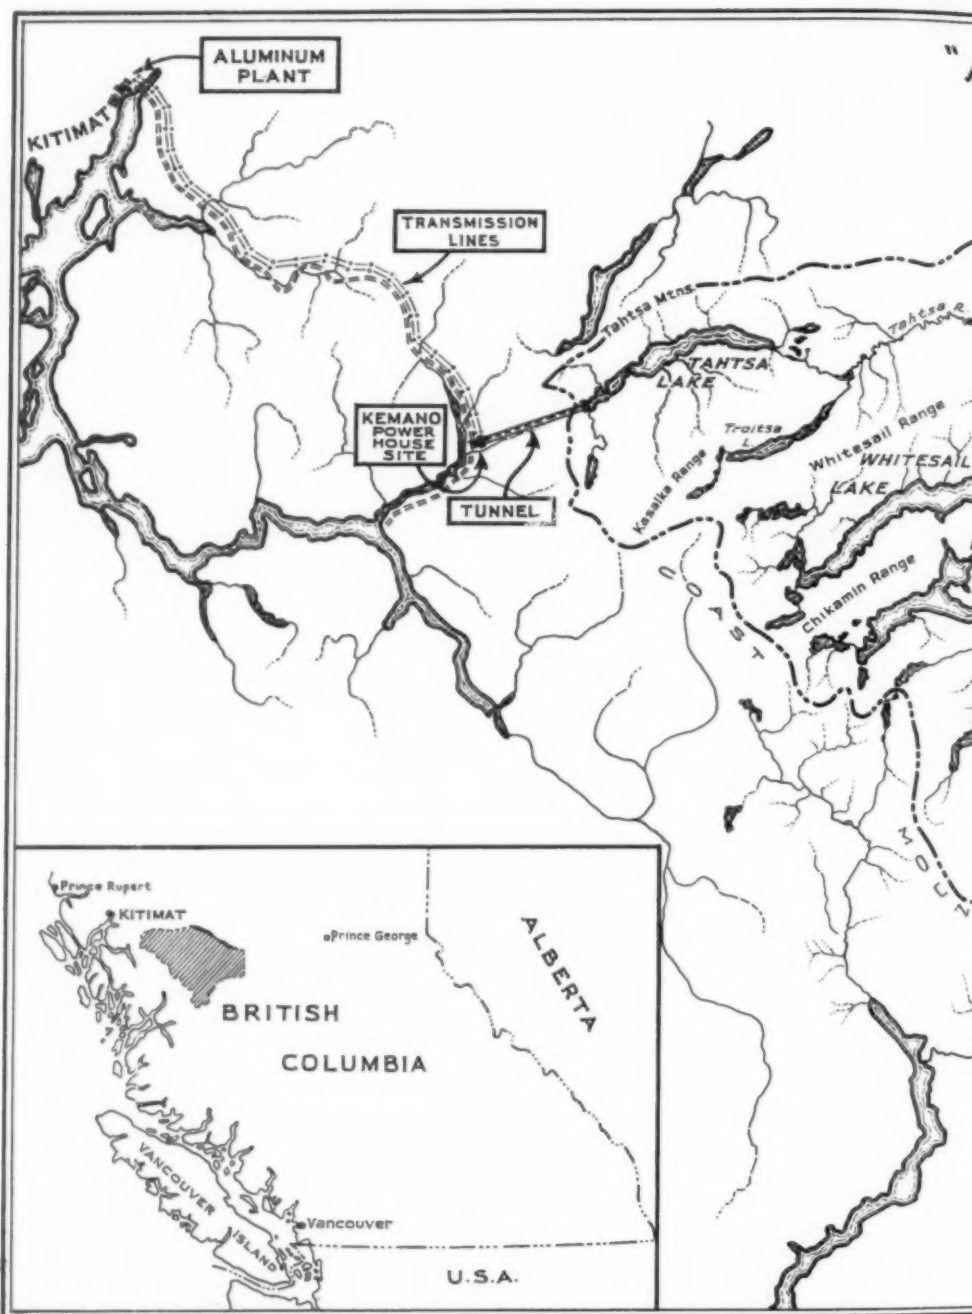 ALUMINUM
PLANT
"A
KITIMAT
TRANSMISSION
LINES
Tahtsa Mtns
Tahtsa R.
TAHTSA
LAKE
KEMANO
POWER
HOUSE
SITE
Troitsa
L.
Whitesail Range
WHITESAIL
LAKE
Kasalka Range
TUNNEL
Chikamin Range
COAST
MOUN
Prince Rupert
KITIMAT
Prince George
ALBERTA
BRITISH
COLUMBIA
VANCOUVER
ISLAND
Vancouver
U.S.A.